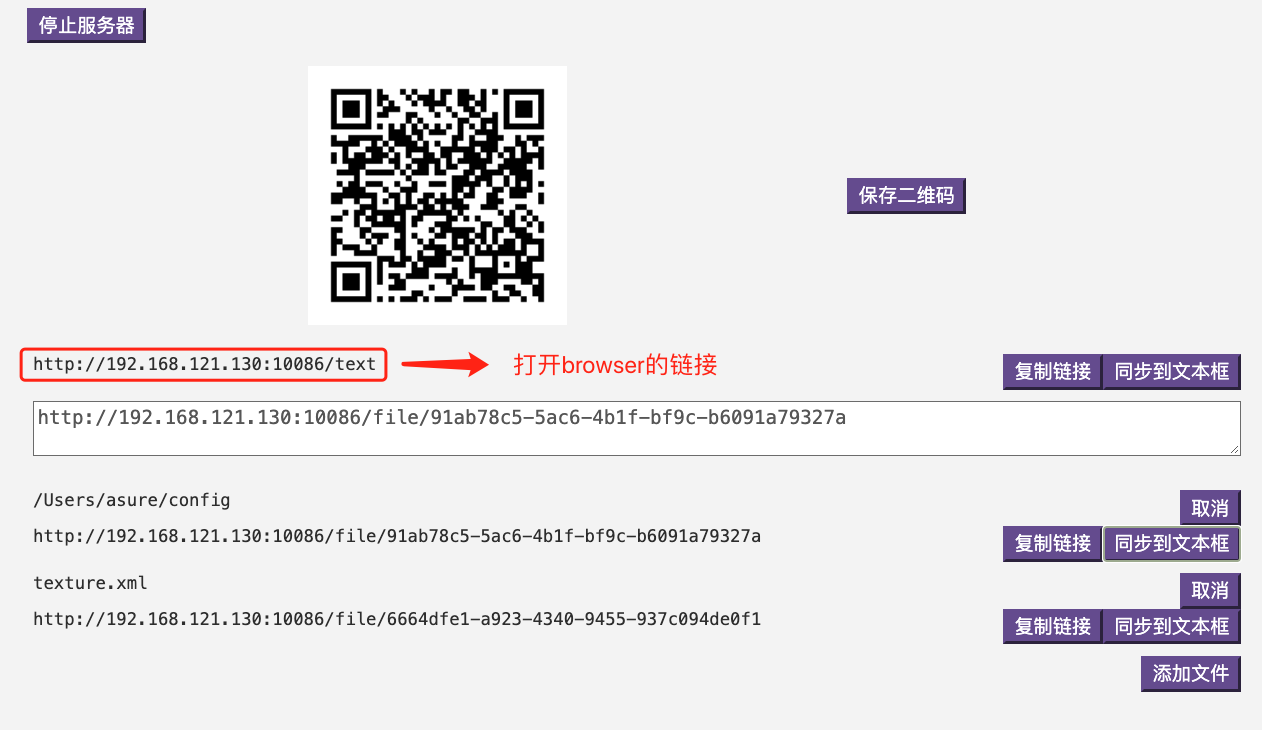 停止服务器
保存二维码
http://192.168.121.130:10086/text
打开browser的链接
复制链接 同步到文本框
http://192.168.121.130:10086/file/91ab78c5-5ac6-4b1f-bf9c-b6091a79327a
/Users/asure/config
取消
http://192.168.121.130:10086/file/91ab78c5-5ac6-4b1f-bf9c-b6091a79327a
复制链接 同步到文本框
texture.xml
取消
http://192.168.121.130:10086/file/6664dfe1-a923-4340-9455-937c094de0f1
复制链接 同步到文本框
添加文件